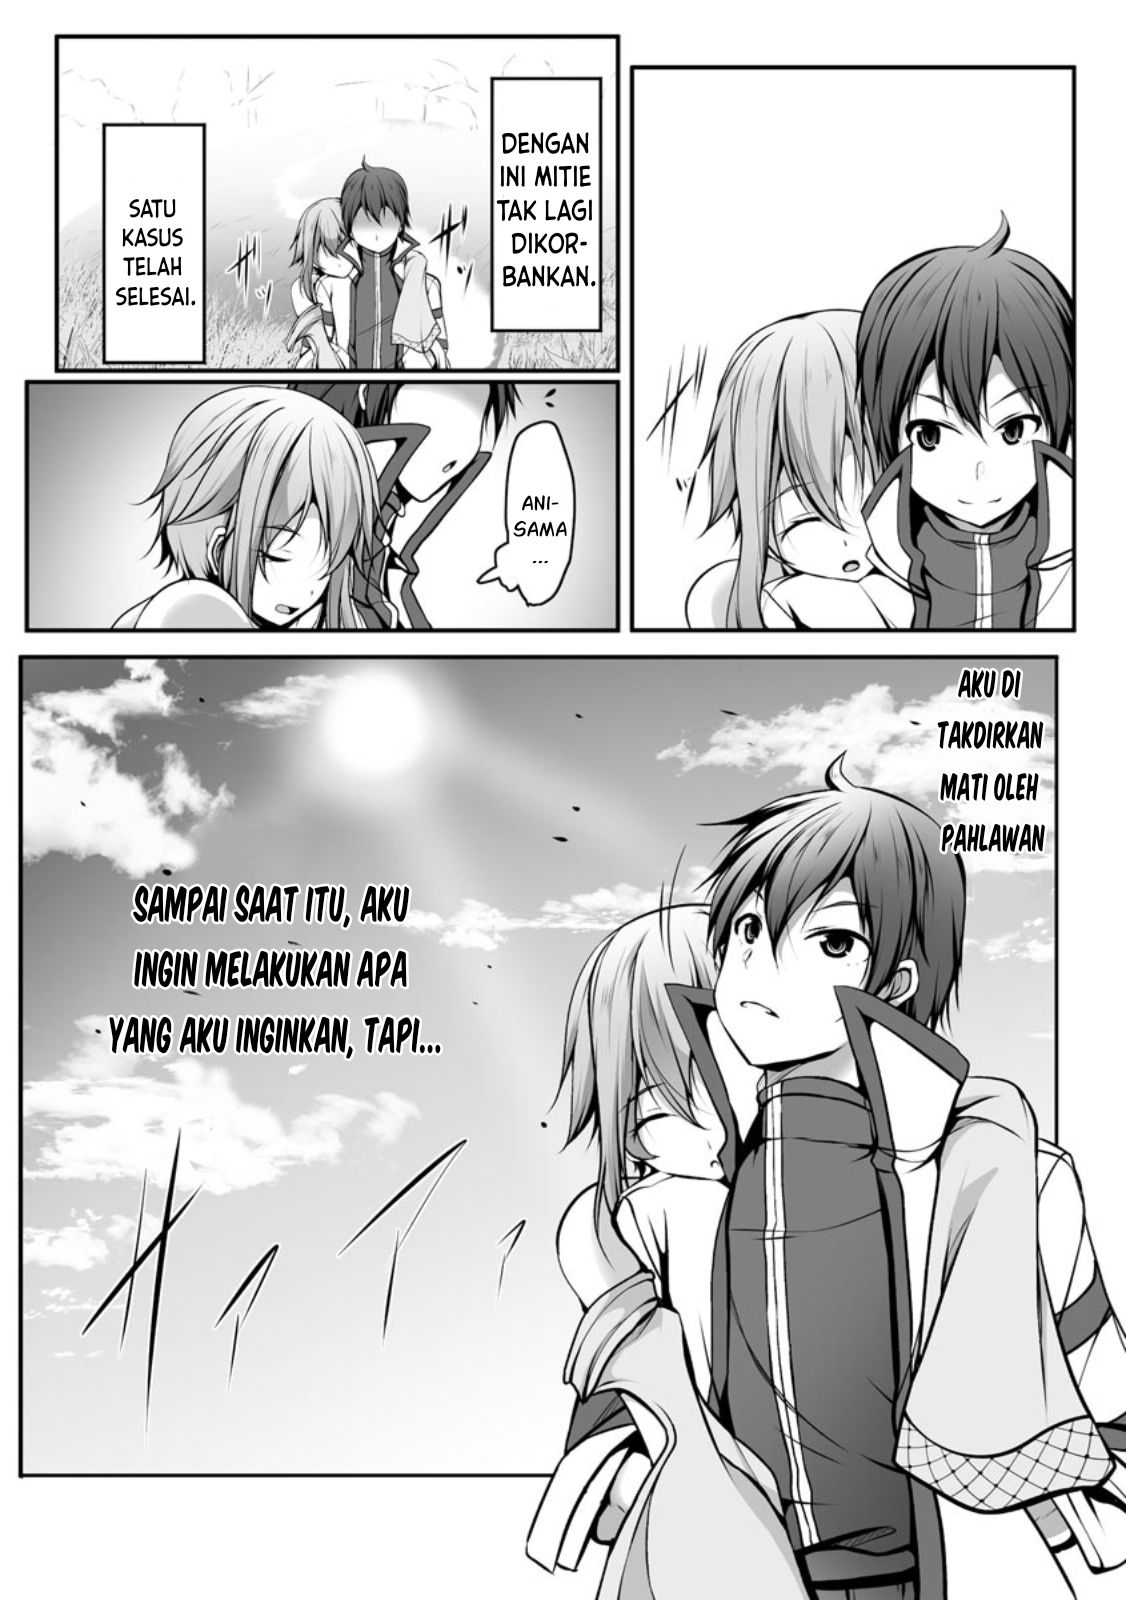 DENGAN
INI MITIE
TAK LAGI
DIKOR-
BANKAN.
SATU
KASUS
TELAH
SELESAI.
ANI-
SAMA
...
AKU DI
TAKDIRKAN
MATI OLEH
PAHLAWAN
SAMPAI SAAT ITU, AKU
INGIN MELAKUKAN APA
YANG AKU INGINKAN, TAPI...